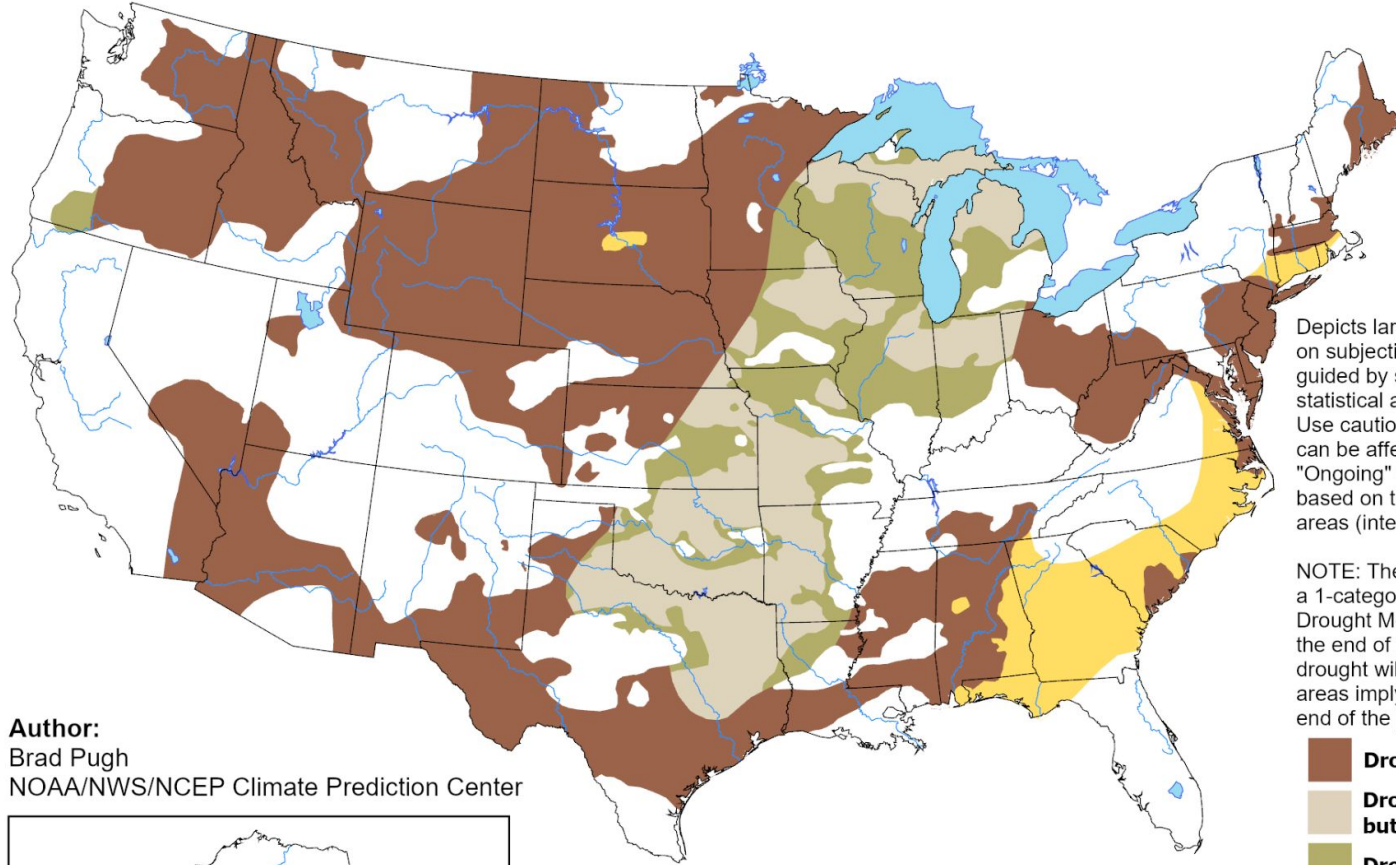 Depicts lar
on subjecti
guided by s
statistical a
Use cautio
can be affe
"Ongoing"
based on t
areas (inte
NOTE: The
a 1-catego
Drought M
the end of
drought wil
areas imply
end of the
Author:
Brad Pugh
NOAA/NWS/NCEP Climate Prediction Center
Dro
Dro
but
Dro